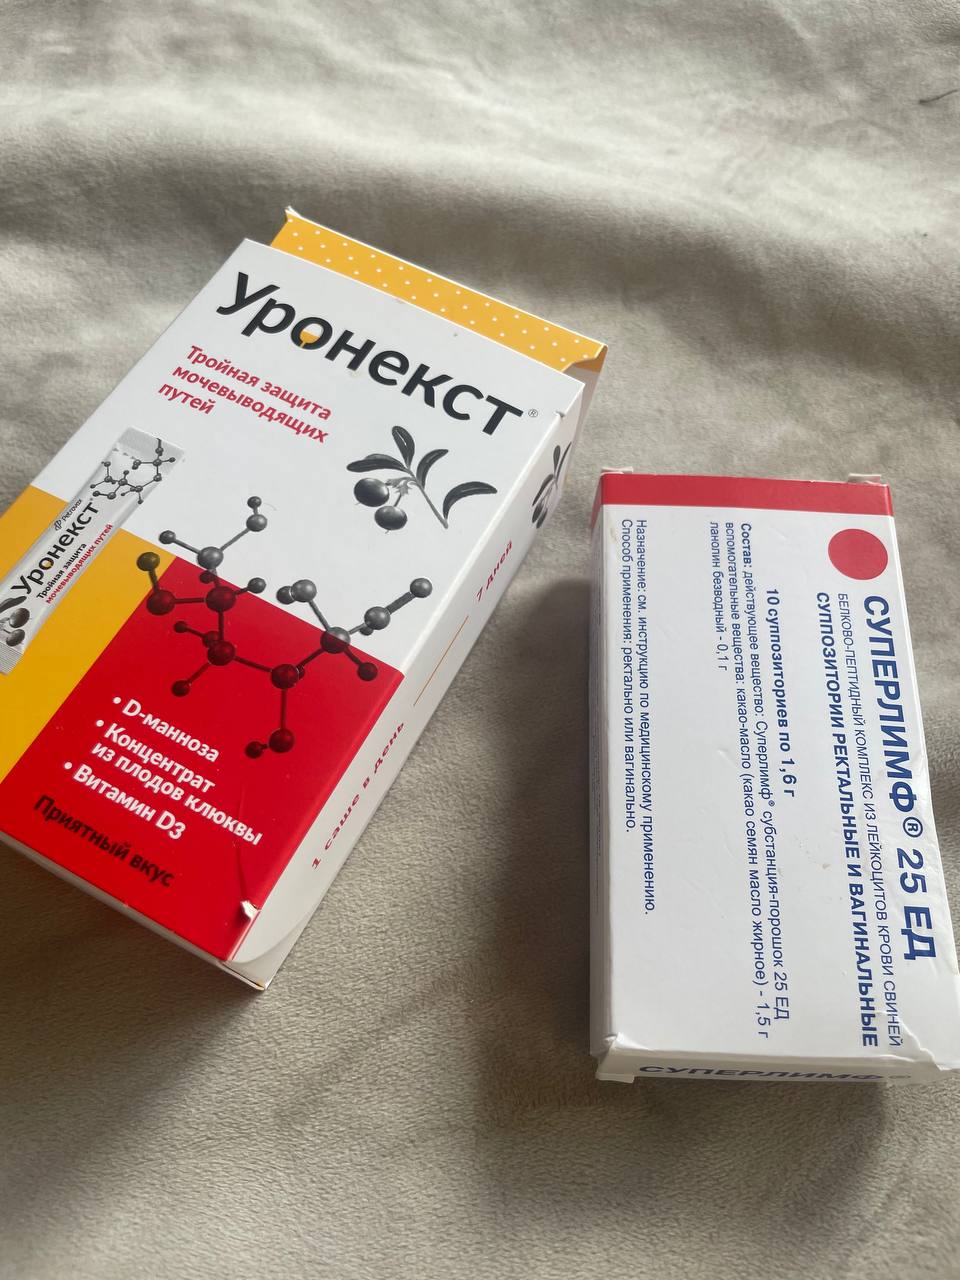 Уронекст®
Тройная защита
мочевыводящих
путей
Petrovax
Уронекст®
Тройная защита
мочевыводящих путей
• D-манноза
• Концентрат
из плодов клюквы
• Витамин D3
Приятный вкус
1 саше в день
7 дней
СУПЕРЛИМФ® 25 ЕД
БЕЛКОВО-ПЕПТИДНЫЙ КОМПЛЕКС ИЗ ЛЕЙКОЦИТОВ КРОВИ СВИНЕЙ
СУППОЗИТОРИИ РЕКТАЛЬНЫЕ И ВАГИНАЛЬНЫЕ
10 суппозиториев по 1,6 г
Состав: действующее вещество: Суперлимф® субстанция-порошок 25 ЕД
вспомогательные вещества: какао-масло (какао семян масло жирное) - 1,5 г
ланолин безводный - 0,1 г
Назначение: см. инструкцию по медицинскому применению.
Способ применения: ректально или вагинально.
СУПЕРЛИМФ®